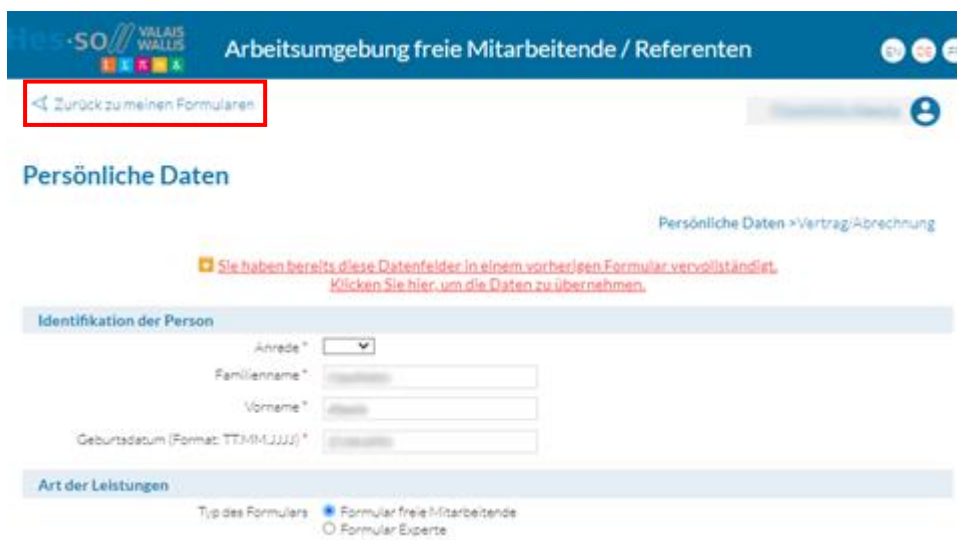 Hes·so// VALAIS
WALLIS
Arbeitsumgebung freie Mitarbeitende / Referenten
EN DE
Zurück zu meinen Formularen
Persönliche Daten
Persönliche Daten >Vertrag/Abrechnung
Sie haben bereits diese Datenfelder in einem vorherigen Formular vervollständigt.
Klicken Sie hier, um die Daten zu übernehmen.
Identifikation der Person
Anrede *
Familienname *
Vorname *
Geburtsdatum (Format: TT.MM.JJJJ) *
Art der Leistungen
Typ des Formulars
Formular freie Mitarbeitende
Formular Experte